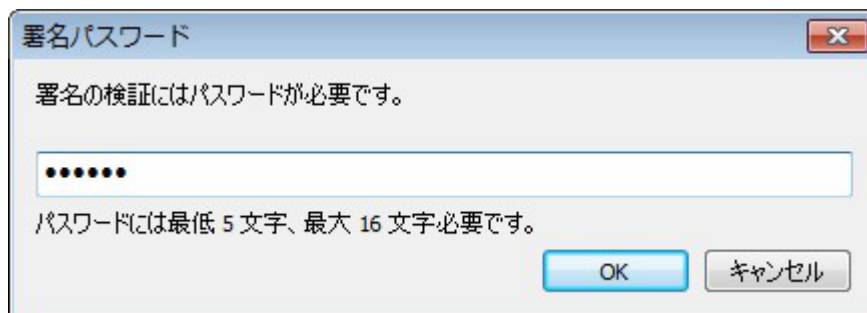 署名パスワード
署名の検証にはパスワードが必要です。
••••••
パスワードには最低 5 文字、最大 16 文字必要です。
OK キャンセル